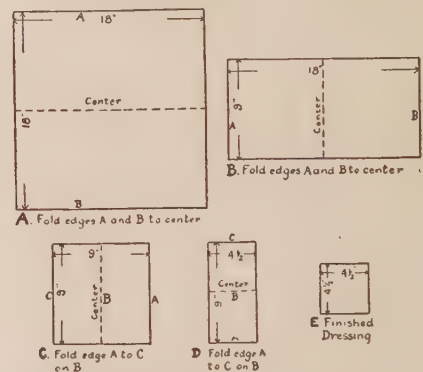 A
18"
Center
18"
B
A. Fold edges A and B to center
18"
9"
A
Center
B
B. Fold edges A and B to center
9"
C
9"
Center
B
A
C. Fold edge A to C
on B
C
4½"
Center
B
9"
A
D Fold edge A
to C on B
4½"
4½"
E Finished
Dressing